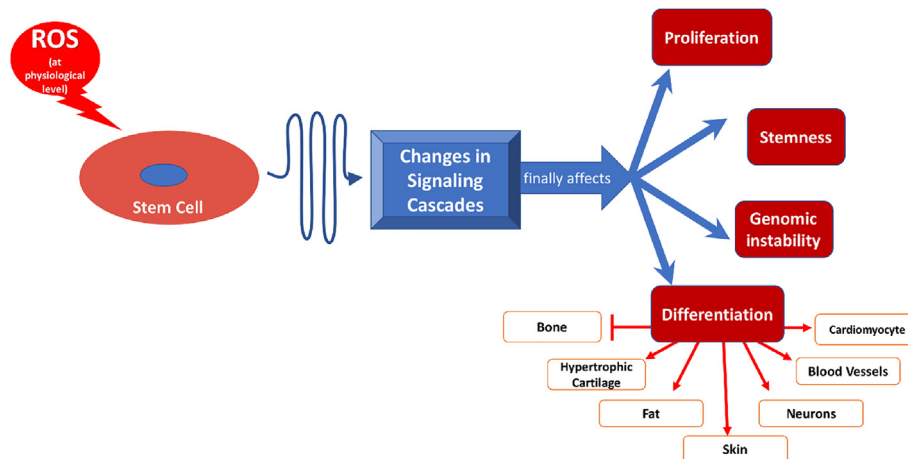 ROS
(at
physiological
level)
Stem Cell
Changes in
Signaling
Cascades
finally affects
Proliferation
Stemness
Genomic
instability
Differentiation
Bone
Cardiomyocyte
Hypertrophic
Cartilage
Blood Vessels
Fat
Neurons
Skin